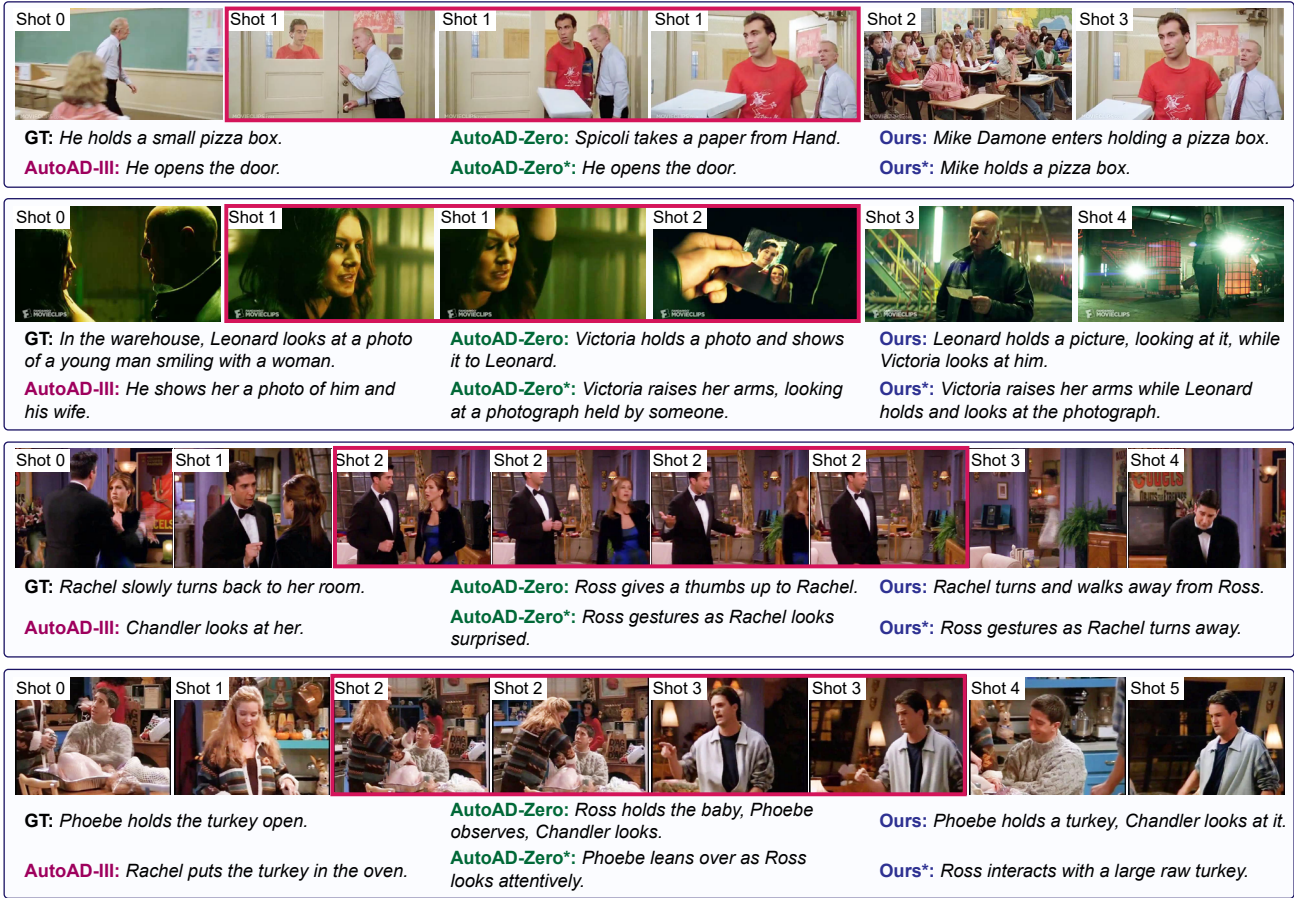 Shot 0
Shot 1
Shot 1
Shot 1
Shot 2
Shot 3
GT: He holds a small pizza box.
AutoAD-Zero: Spicoli takes a paper from Hand.
Ours: Mike Damone enters holding a pizza box.
AutoAD-III: He opens the door.
AutoAD-Zero*: He opens the door.
Ours*: Mike holds a pizza box.
Shot 0
Shot 1
Shot 1
Shot 2
Shot 3
Shot 4
MOVIECLIPS
MOVIECLIPS
MOVIECLIPS
MOVIECLIPS
MOVIECLIPS
MOVIECLIPS
GT: In the warehouse, Leonard looks at a photo
of a young man smiling with a woman.
AutoAD-Zero: Victoria holds a photo and shows
it to Leonard.
Ours: Leonard holds a picture, looking at it, while
Victoria looks at him.
AutoAD-III: He shows her a photo of him and
his wife.
AutoAD-Zero*: Victoria raises her arms, looking
at a photograph held by someone.
Ours*: Victoria raises her arms while Leonard
holds and looks at the photograph.
Shot 0
Shot 1
Shot 2
Shot 2
Shot 2
Shot 2
Shot 3
Shot 4
GT: Rachel slowly turns back to her room.
AutoAD-Zero: Ross gives a thumbs up to Rachel.
Ours: Rachel turns and walks away from Ross.
AutoAD-III: Chandler looks at her.
AutoAD-Zero*: Ross gestures as Rachel looks
surprised.
Ours*: Ross gestures as Rachel turns away.
Shot 0
Shot 1
Shot 2
Shot 2
Shot 3
Shot 3
Shot 4
Shot 5
GT: Phoebe holds the turkey open.
AutoAD-Zero: Ross holds the baby, Phoebe
observes, Chandler looks.
Ours: Phoebe holds a turkey, Chandler looks at it.
AutoAD-III: Rachel puts the turkey in the oven.
AutoAD-Zero*: Phoebe leans over as Ross
looks attentively.
Ours*: Ross interacts with a large raw turkey.